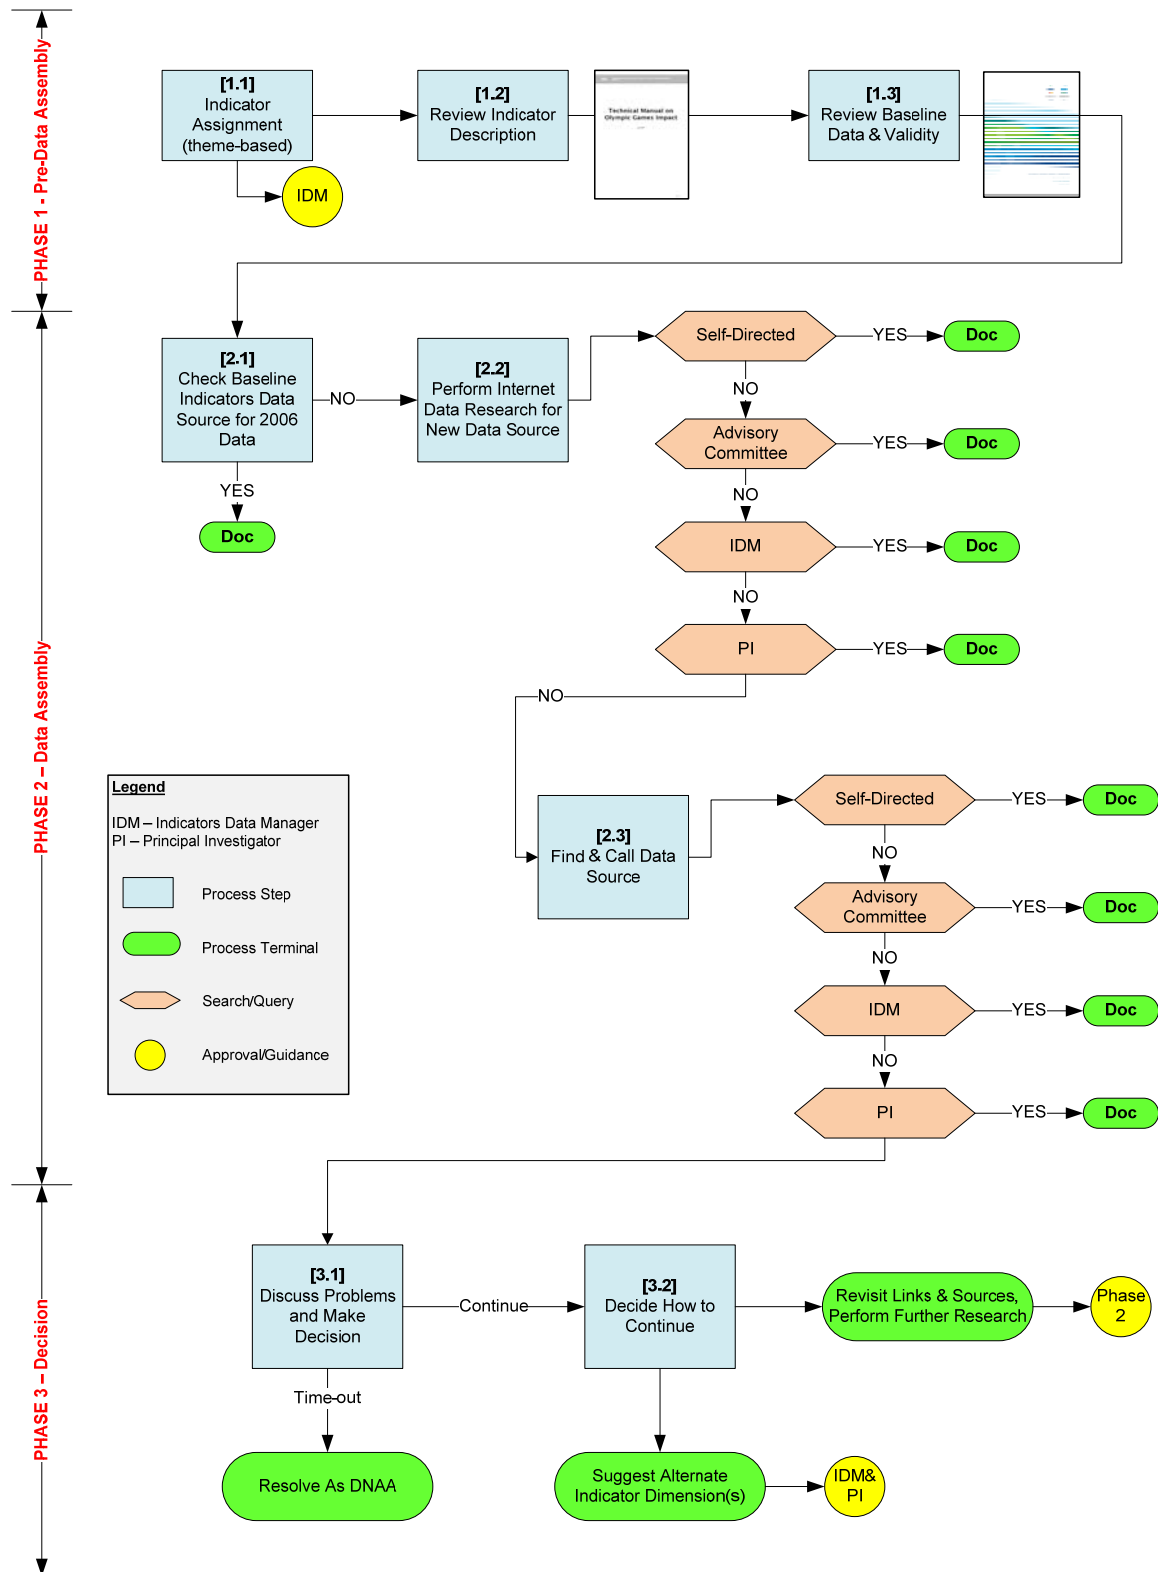 PHASE 1 - Pre-Data Assembly
[1.1]
Indicator
Assignment
(theme-based)
[1.2]
Review Indicator
Description
Technical Manual on
Olympic Games Impact
[1.3]
Review Baseline
Data & Validity
IDM
PHASE 2 – Data Assembly
[2.1]
Check Baseline
Indicators Data
Source for 2006
Data
NO
[2.2]
Perform Internet
Data Research for
New Data Source
YES
Doc
Self-Directed
YES
Doc
NO
Advisory
Committee
YES
Doc
NO
IDM
YES
Doc
NO
PI
YES
Doc
NO
[2.3]
Find & Call Data
Source
Self-Directed
YES
Doc
NO
Advisory
Committee
YES
Doc
NO
IDM
YES
Doc
NO
PI
YES
Doc
Legend
IDM – Indicators Data Manager
PI – Principal Investigator
Process Step
Process Terminal
Search/Query
Approval/Guidance
PHASE 3 – Decision
[3.1]
Discuss Problems
and Make
Decision
Continue
[3.2]
Decide How to
Continue
Revisit Links & Sources,
Perform Further Research
Phase
2
Time-out
Resolve As DNAA
Suggest Alternate
Indicator Dimension(s)
IDM&
PI